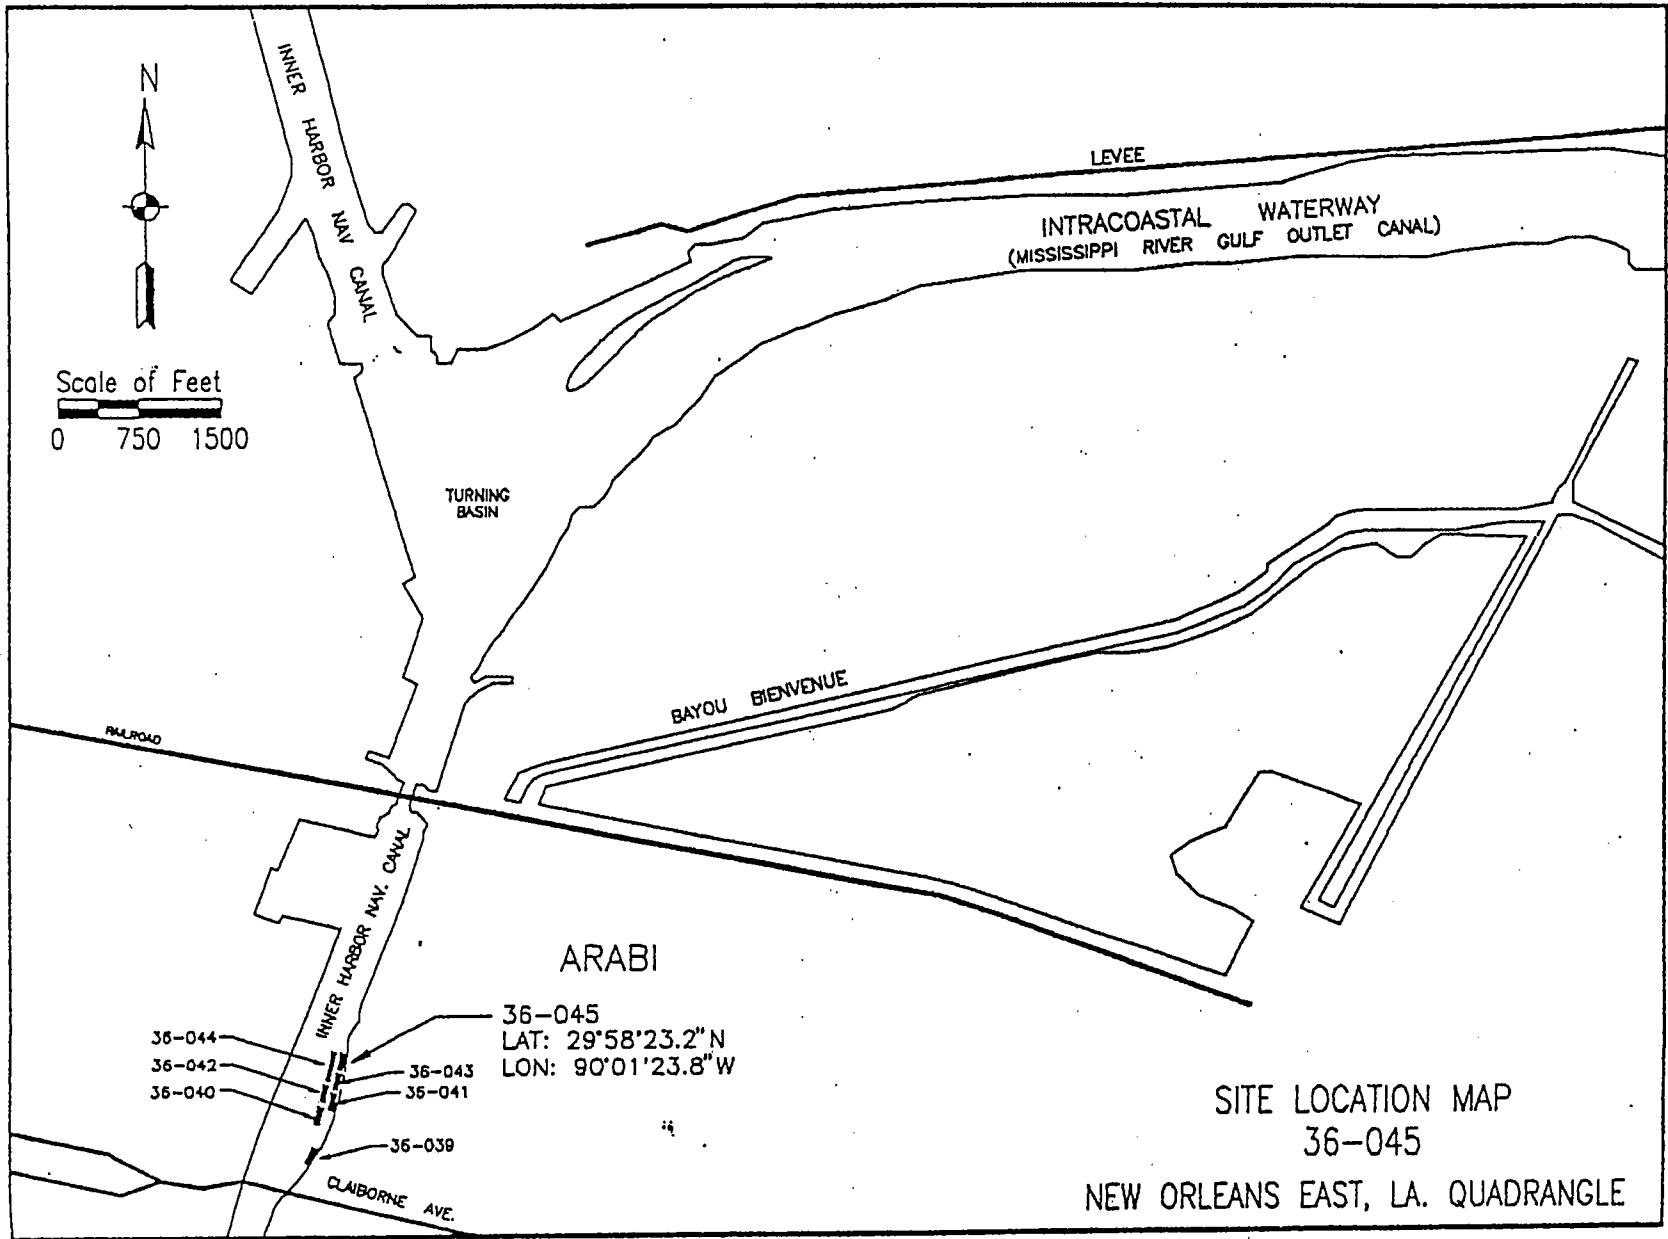 N
INNER HARBOR NAV CANAL
LEVEE
INTRACOASTAL WATERWAY
(MISSISSIPPI RIVER GULF OUTLET CANAL)
Scale of Feet
0 750 1500
TURNING
BASIN
BAYOU BIENVENUE
RAILROAD
INNER HARBOR NAV. CANAL
ARABI
36-045
LAT: 29°58'23.2"N
LON: 90°01'23.8"W
36-044
36-042
36-043
36-040
36-041
36-039
CLAIBORNE AVE.
SITE LOCATION MAP
36-045
NEW ORLEANS EAST, LA. QUADRANGLE